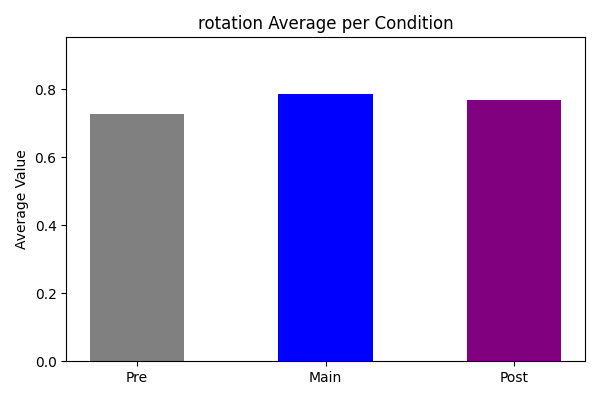 rotation Average per Condition
Average Value
0.8
0.6
0.4
0.2
0.0
Pre
Main
Post